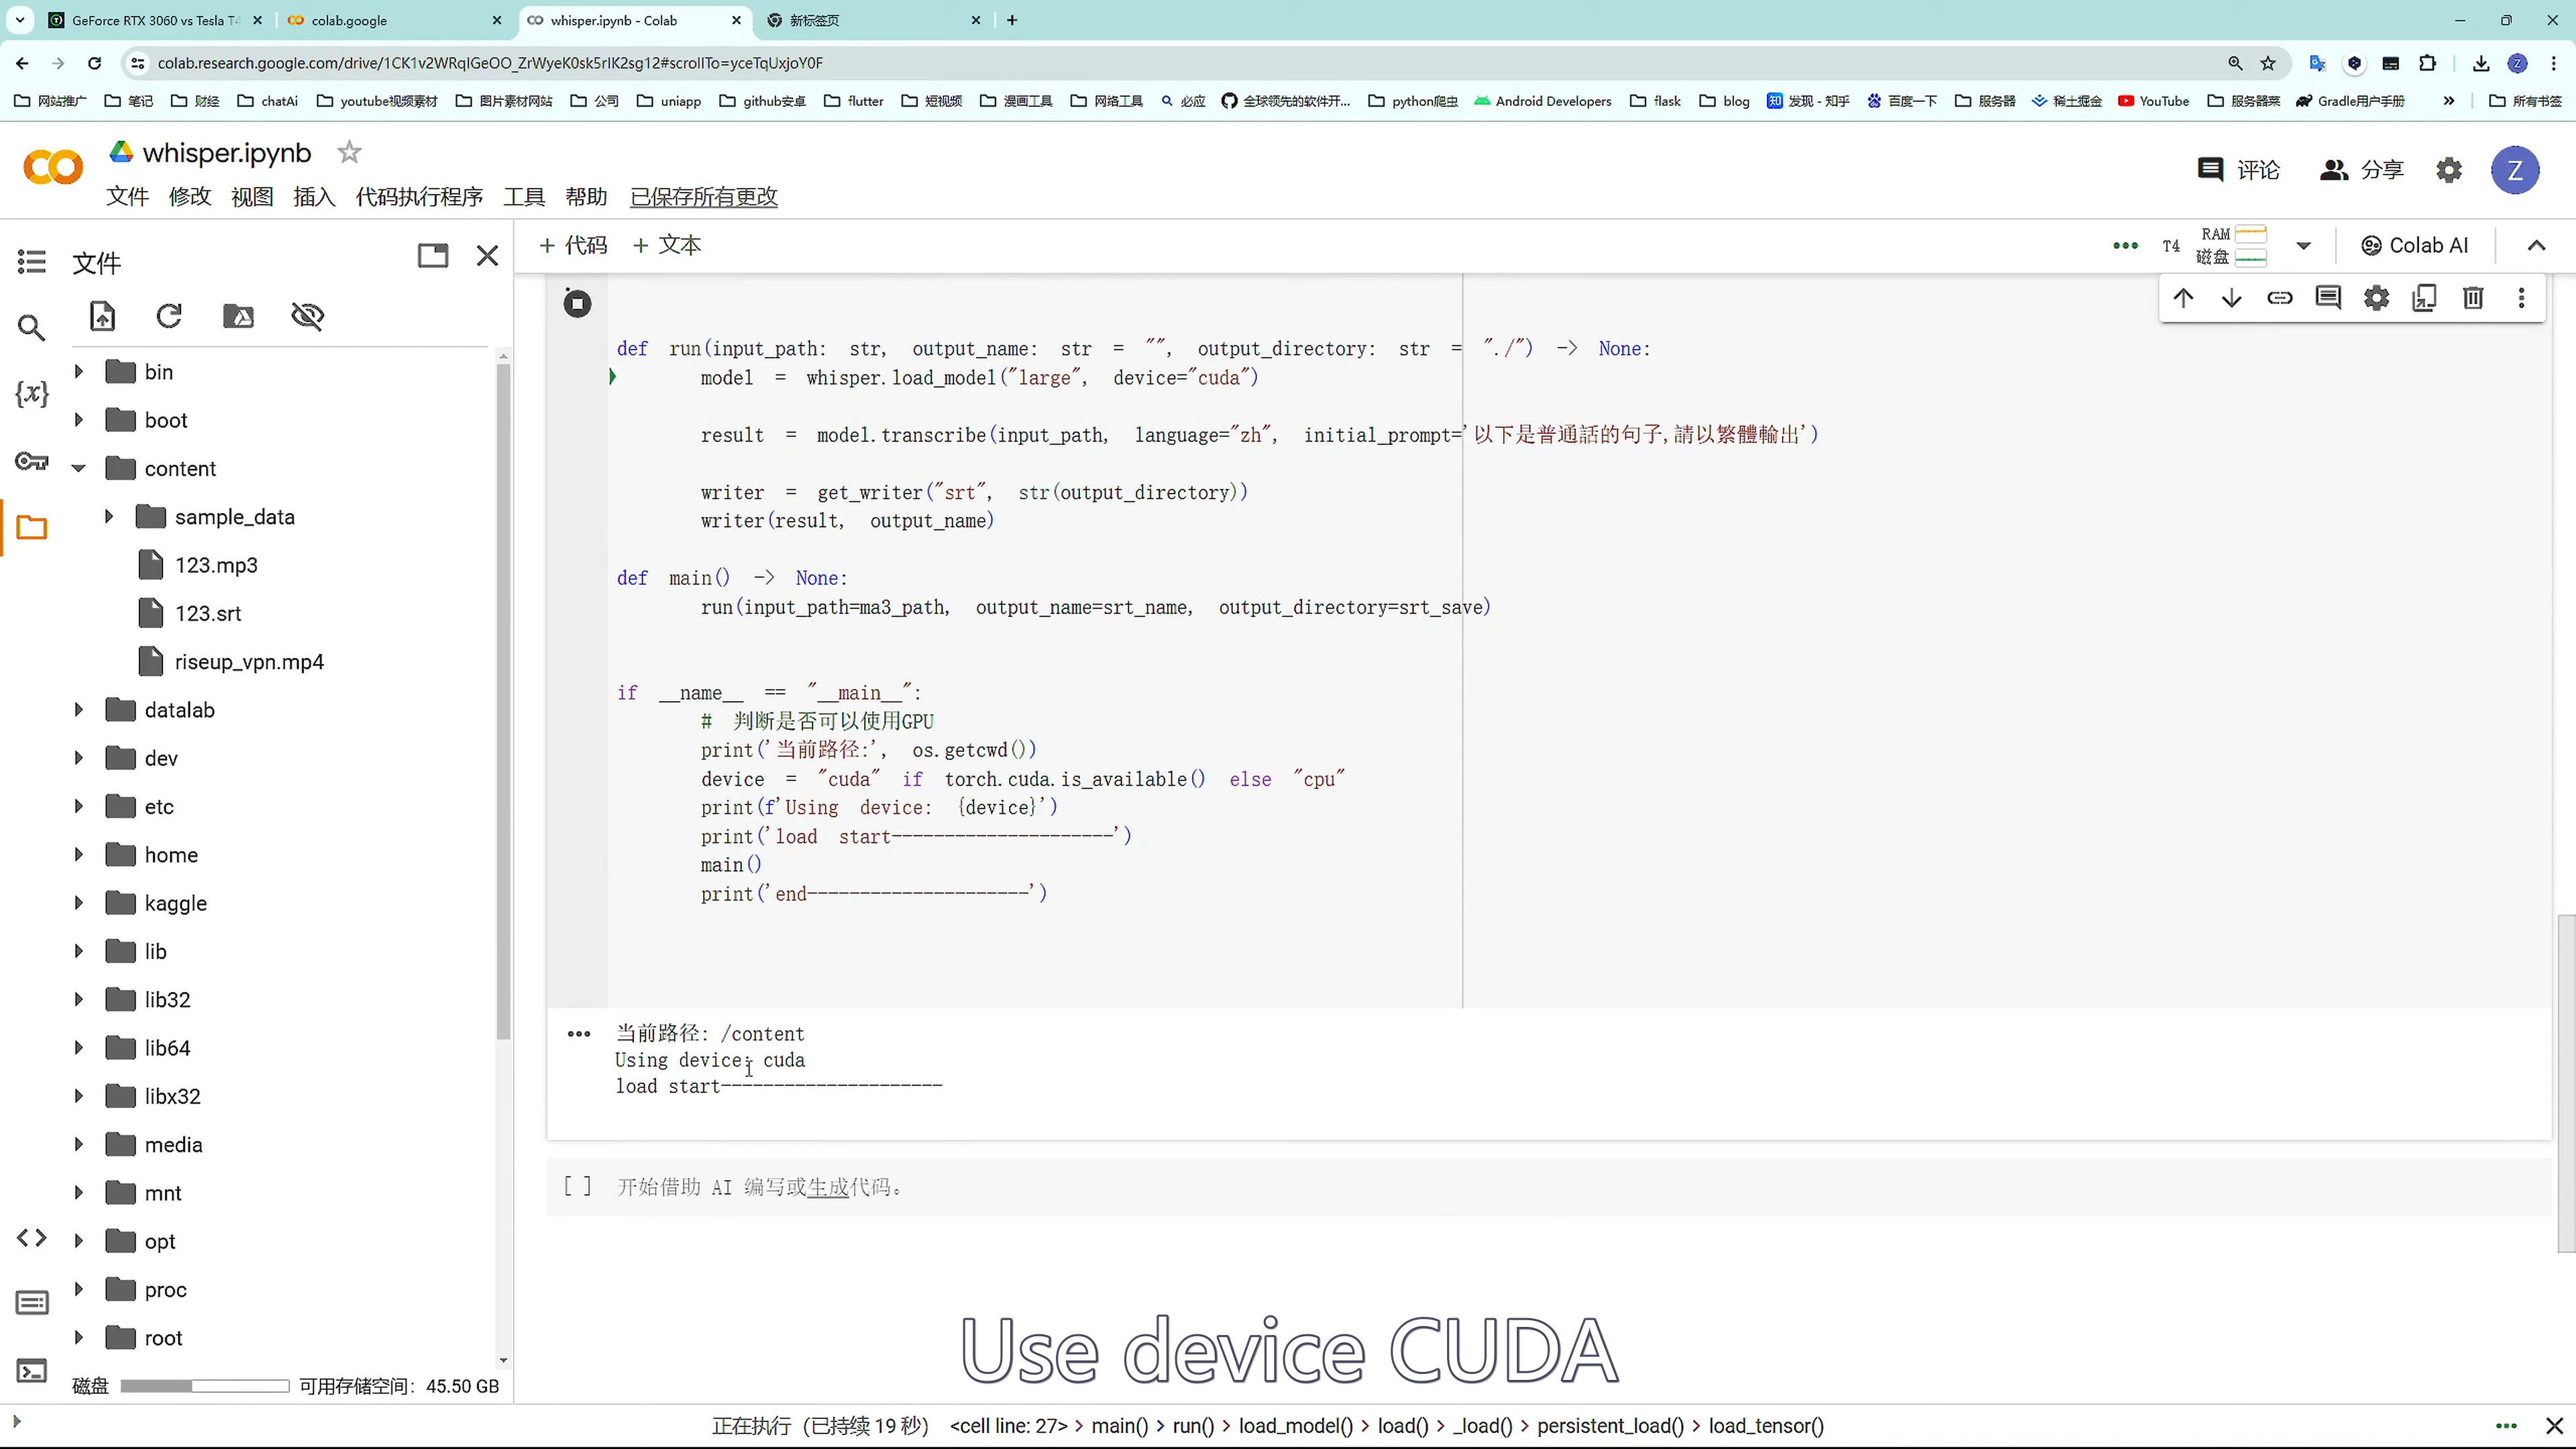 GeForce RTX 3060 vs Tesla T4
colab.google
whisper.ipynb - Colab
新标签页
colab.research.google.com/drive/1CK1v2WRqIGeOO_ZrWyeK0sk5rIK2sg12#scrollTo=yceTqUxjoY0F
网站推广 笔记 财经 chatAi youtube视频素材 图片素材网站 公司 uniapp github安卓 flutter 短视频 漫画工具 网络工具 必应 全球领先的软件开... python爬虫 Android Developers flask blog 发现 - 知乎 百度一下 服务器 稀土掘金 YouTube 服务器菜 Gradle用户手册 » 所有书签
whisper.ipynb
评论 分享 Z
文件 修改 视图 插入 代码执行程序 工具 帮助 已保存所有更改
文件
+ 代码 + 文本
T4 RAM 磁盘 Colab AI
bin
boot
content
sample_data
123.mp3
123.srt
riseup_vpn.mp4
datalab
dev
etc
home
kaggle
lib
lib32
lib64
libx32
media
mnt
opt
proc
root
磁盘 可用存储空间：45.50 GB
def run(input_path: str, output_name: str = "", output_directory: str = "./") -> None:
model = whisper.load_model("large", device="cuda")
result = model.transcribe(input_path, language="zh", initial_prompt='以下是普通話的句子,請以繁體輸出')
writer = get_writer("srt", str(output_directory))
writer(result, output_name)
def main() -> None:
run(input_path=ma3_path, output_name=srt_name, output_directory=srt_save)
if __name__ == "__main__":
# 判断是否可以使用GPU
print('当前路径:', os.getcwd())
device = "cuda" if torch.cuda.is_available() else "cpu"
print(f'Using device: {device}')
print('load start---------------------')
main()
print('end---------------------')
当前路径: /content
Using device: cuda
load start---------------------
[ ] 开始借助 AI 编写或生成代码。
Use device CUDA
正在执行（已持续 19 秒） <cell line: 27> > main() > run() > load_model() > load() > _load() > persistent_load() > load_tensor()